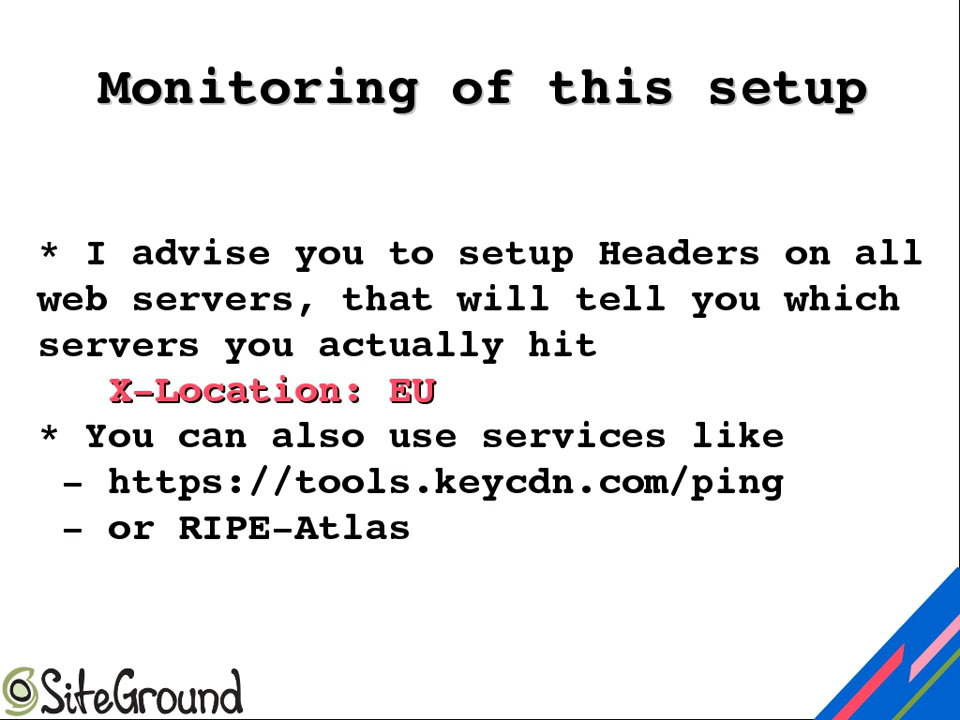 Monitoring of this setup
* I advise you to setup Headers on all
web servers, that will tell you which
servers you actually hit
X-Location: EU
* You can also use services like
- https://tools.keycdn.com/ping
- or RIPE-Atlas
SiteGround